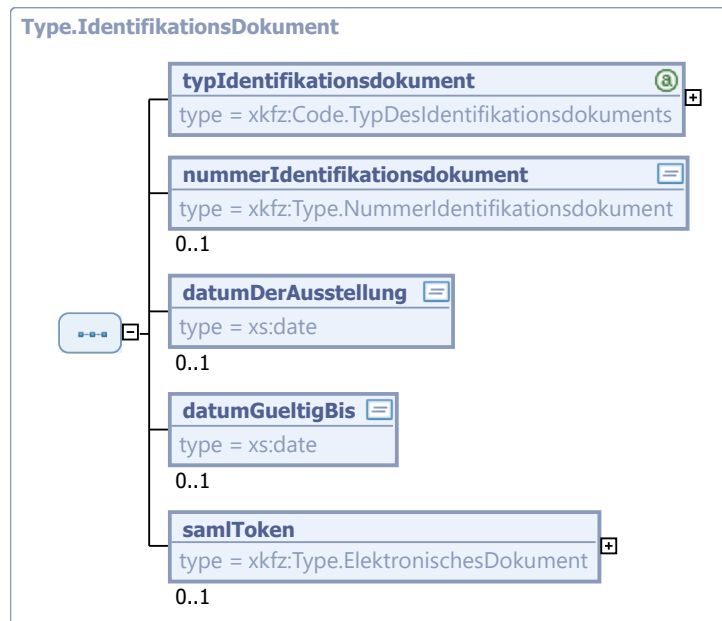 Type.IdentifikationsDokument
typIdentifikationsdokument
type = xkfz:Code.TypDesIdentifikationsdokuments
nummerIdentifikationsdokument
type = xkfz:Type.NummerIdentifikationsdokument
0..1
datumDerAusstellung
type = xs:date
0..1
datumGueltigBis
type = xs:date
0..1
samlToken
type = xkfz:Type.ElektronischesDokument
0..1